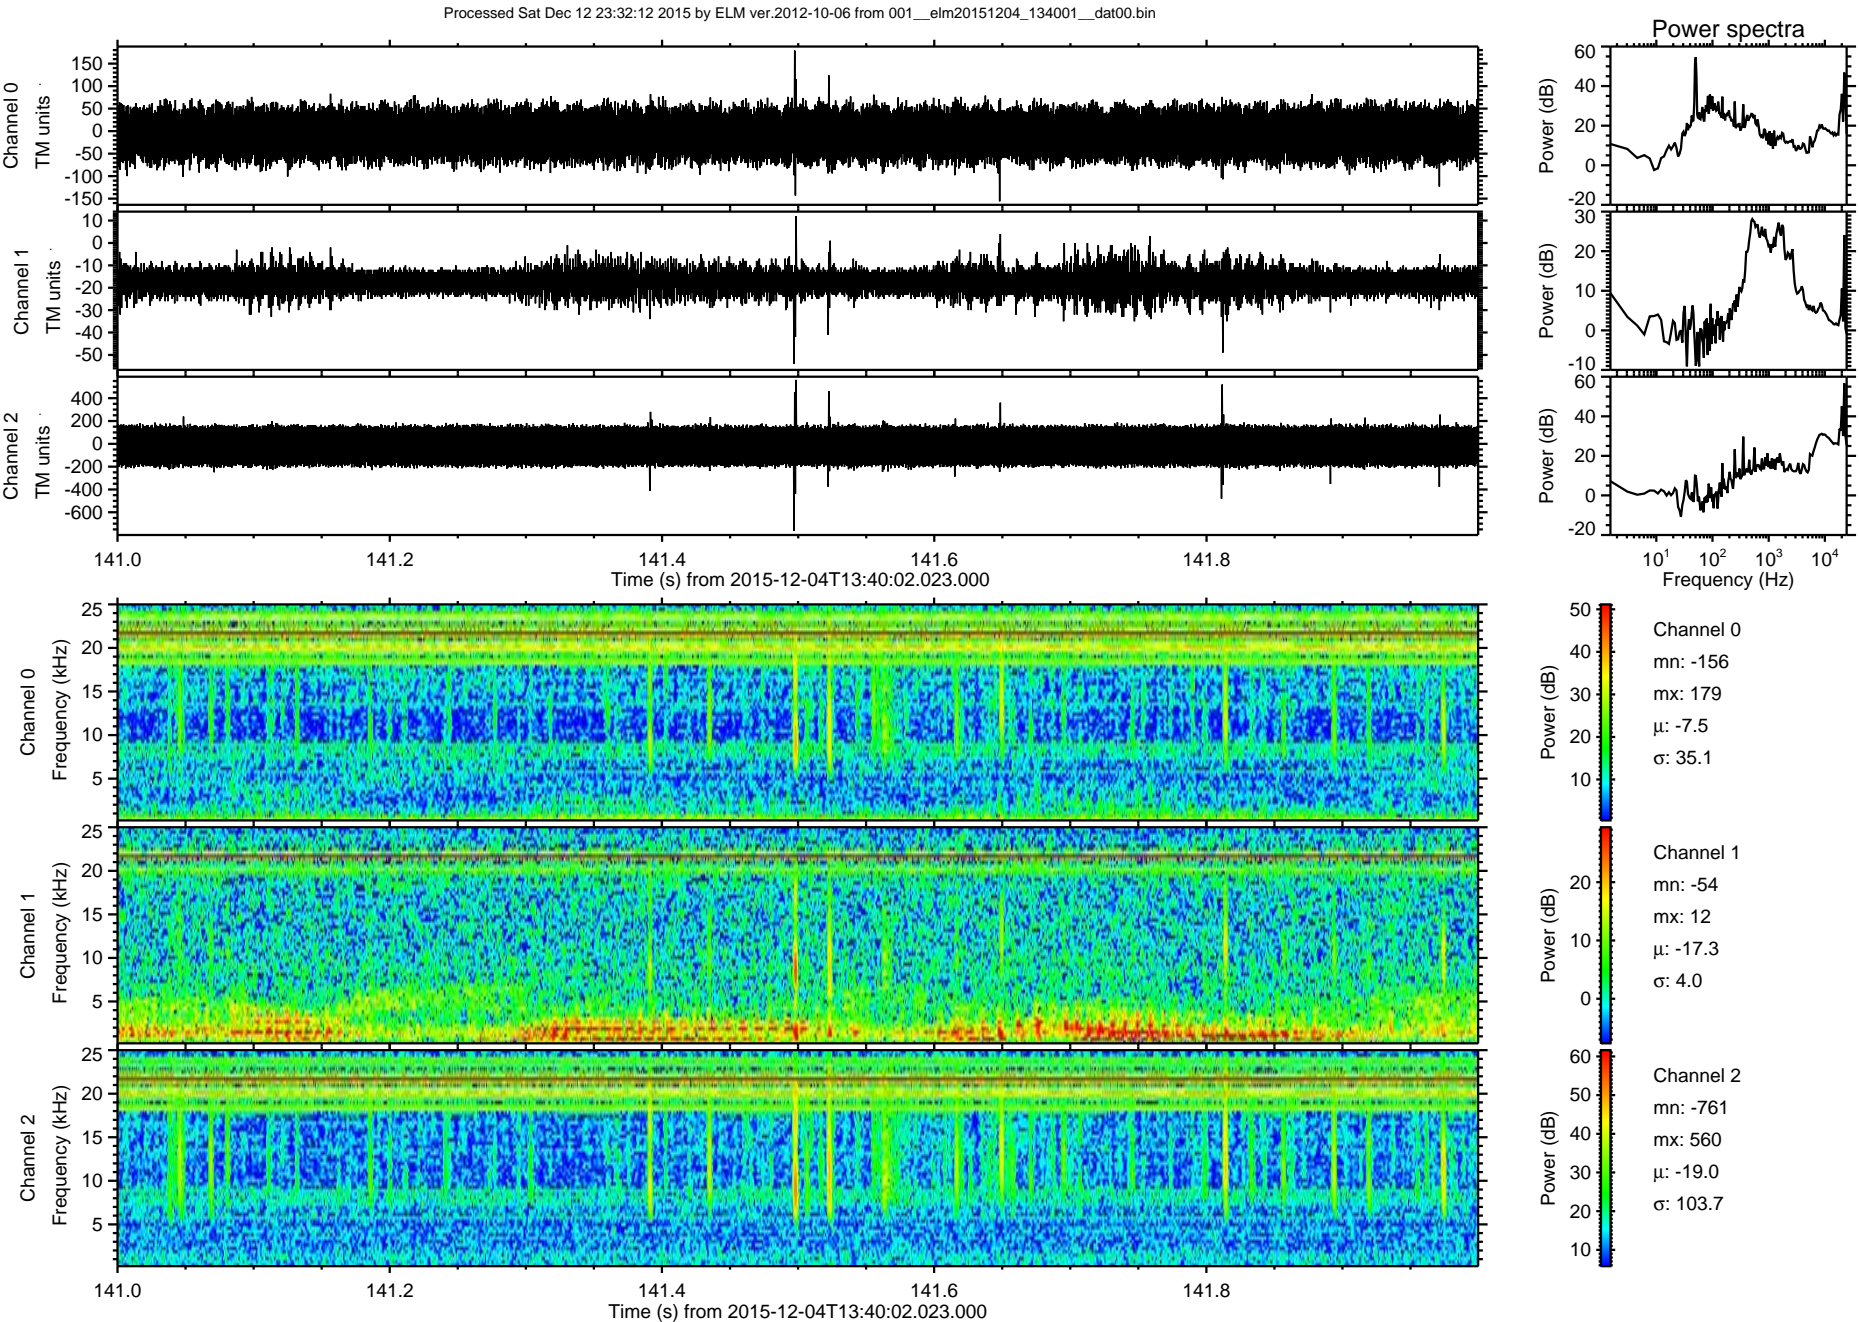 Processed Sat Dec 12 23:32:12 2015 by ELM ver.2012-10-06 from 001__elm20151204_134001__dat00.bin
Power spectra
Channel 0
TM units
150
100
50
0
-50
-100
-150
Power (dB)
60
40
20
0
-20
Channel 1
TM units
10
0
-10
-20
-30
-40
-50
Power (dB)
30
20
10
0
-10
Channel 2
TM units
400
200
0
-200
-400
-600
Power (dB)
60
40
20
0
-20
141.0 141.2 141.4 141.6 141.8
Time (s) from 2015-12-04T13:40:02.023.000
10¹ 10² 10³ 10⁴
Frequency (Hz)
Channel 0
Frequency (kHz)
25
20
15
10
5
Power (dB)
50
40
30
20
10
Channel 0
mn: -156
mx: 179
μ: -7.5
σ: 35.1
Channel 1
Frequency (kHz)
25
20
15
10
5
Power (dB)
20
10
0
Channel 1
mn: -54
mx: 12
μ: -17.3
σ: 4.0
Channel 2
Frequency (kHz)
25
20
15
10
5
Power (dB)
60
50
40
30
20
10
Channel 2
mn: -761
mx: 560
μ: -19.0
σ: 103.7
141.0 141.2 141.4 141.6 141.8
Time (s) from 2015-12-04T13:40:02.023.000